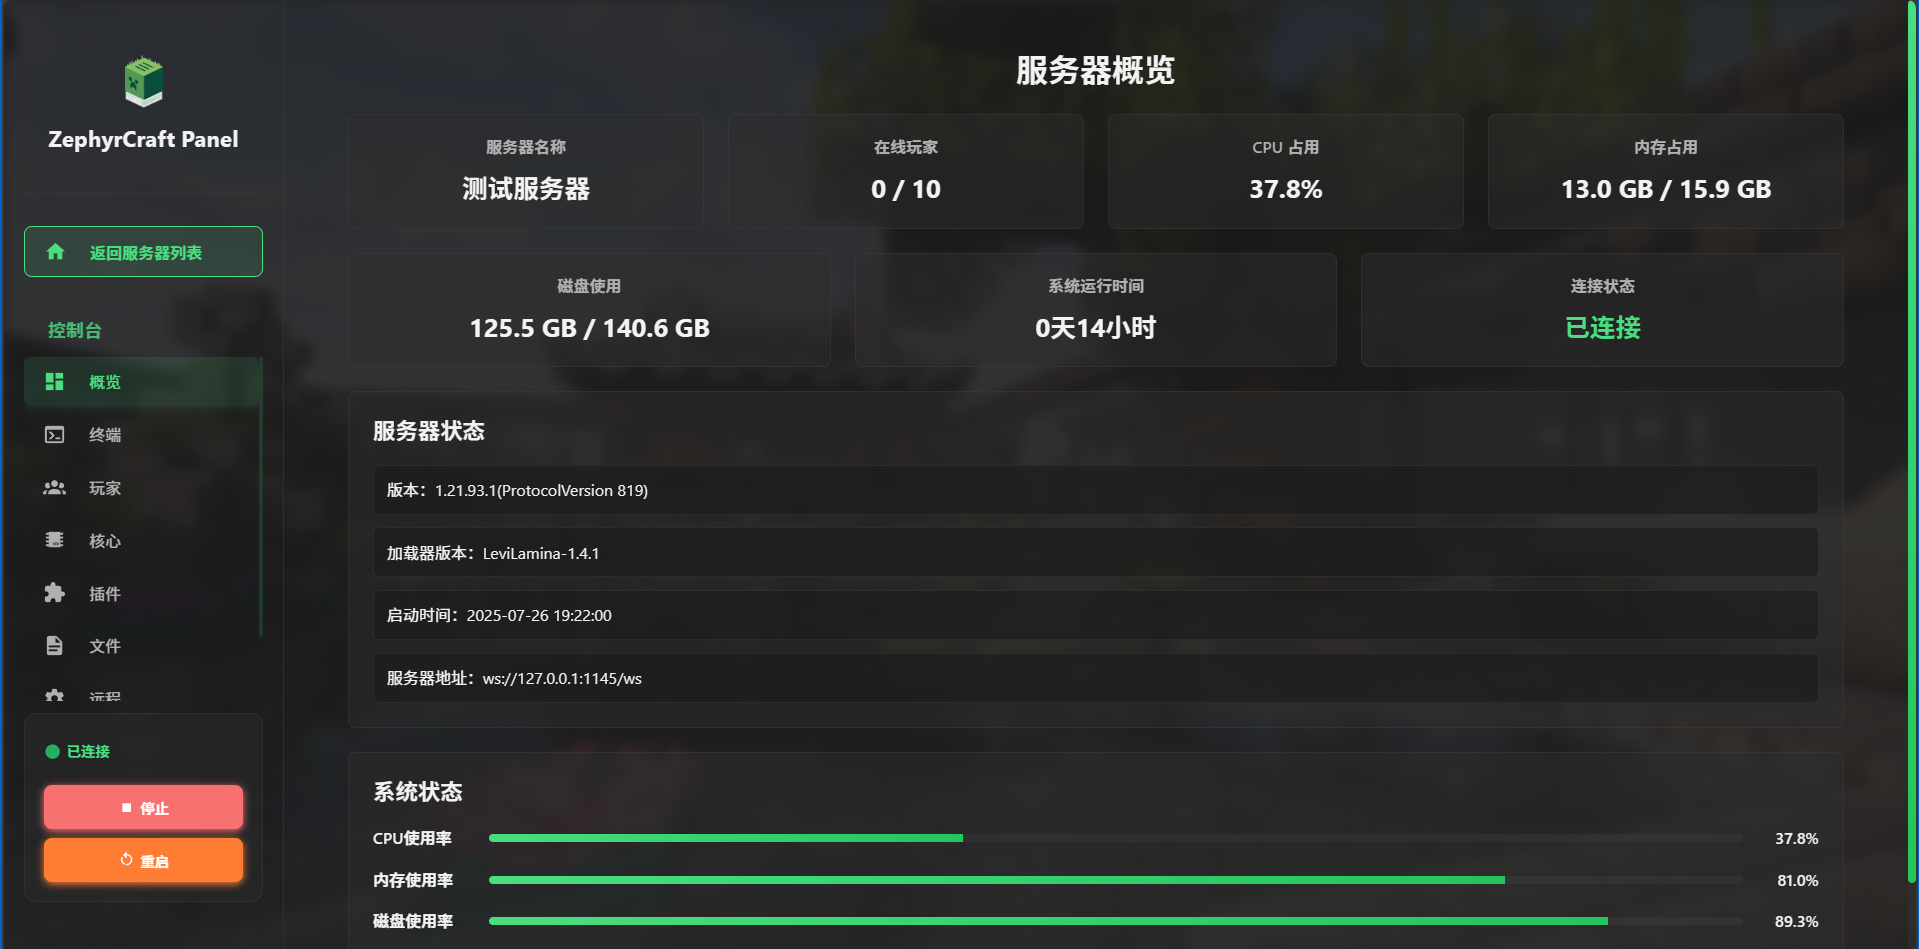 ZephyrCraft Panel
返回服务器列表
控制台
概览
终端
玩家
核心
插件
文件
远程
已连接
停止
重启
服务器概览
服务器名称
测试服务器
在线玩家
0 / 10
CPU 占用
37.8%
内存占用
13.0 GB / 15.9 GB
磁盘使用
125.5 GB / 140.6 GB
系统运行时间
0天14小时
连接状态
已连接
服务器状态
版本：1.21.93.1(ProtocolVersion 819)
加载器版本：LeviLamina-1.4.1
启动时间：2025-07-26 19:22:00
服务器地址：ws://127.0.0.1:1145/ws
系统状态
CPU使用率 37.8%
内存使用率 81.0%
磁盘使用率 89.3%